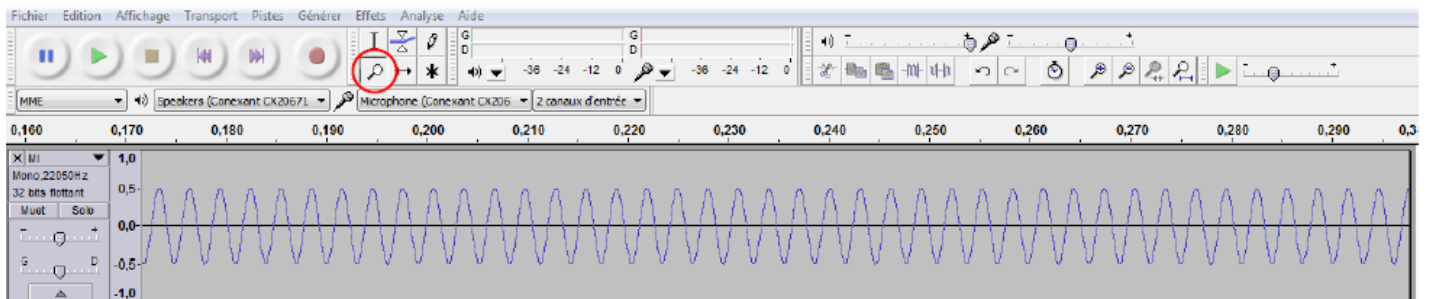 Fichier Edition Affichage Transport Pistes Générer Effets Analyse Aide
G G
D D
-36 -24 -12 0 -36 -24 -12 0
MME Speakers (Conexant CX20671 Microphone (Conexant CX206 2 canaux d'entrée
0,160 0,170 0,180 0,190 0,200 0,210 0,220 0,230 0,240 0,250 0,260 0,270 0,280 0,290 0,3
X MI 1,0
Mono,22050Hz
32 bits flottant 0,5-
Muet Solo
- + 0,0-
G D -0,5-
-1,0